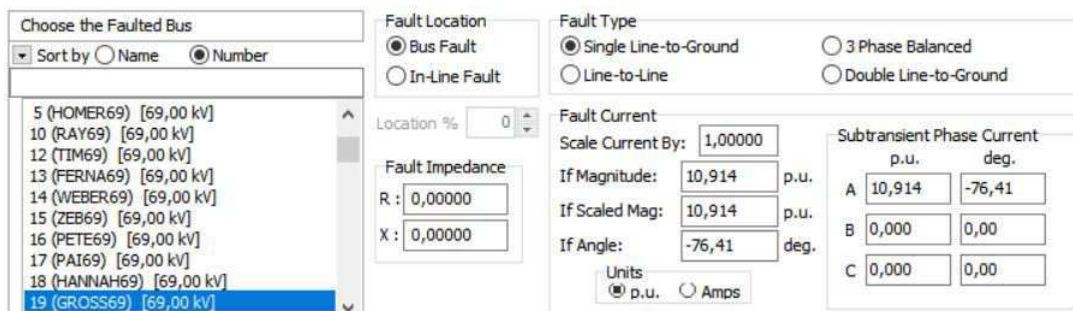 Choose the Faulted Bus
Sort by Name Number
5 (HOMER69) [69,00 kV]
10 (RAY69) [69,00 kV]
12 (TIM69) [69,00 kV]
13 (FERNA69) [69,00 kV]
14 (WEBER69) [69,00 kV]
15 (ZEB69) [69,00 kV]
16 (PETE69) [69,00 kV]
17 (PAI69) [69,00 kV]
18 (HANNAH69) [69,00 kV]
19 (GROSS69) [69,00 kV]
Fault Location
Bus Fault
In-Line Fault
Location % 0
Fault Impedance
R : 0,00000
X : 0,00000
Fault Type
Single Line-to-Ground 3 Phase Balanced
Line-to-Line Double Line-to-Ground
Fault Current
Scale Current By: 1,00000
If Magnitude: 10,914 p.u.
If Scaled Mag: 10,914 p.u.
If Angle: -76,41 deg.
Units
p.u. Amps
Subtransient Phase Current
p.u. deg.
A 10,914 -76,41
B 0,000 0,00
C 0,000 0,00